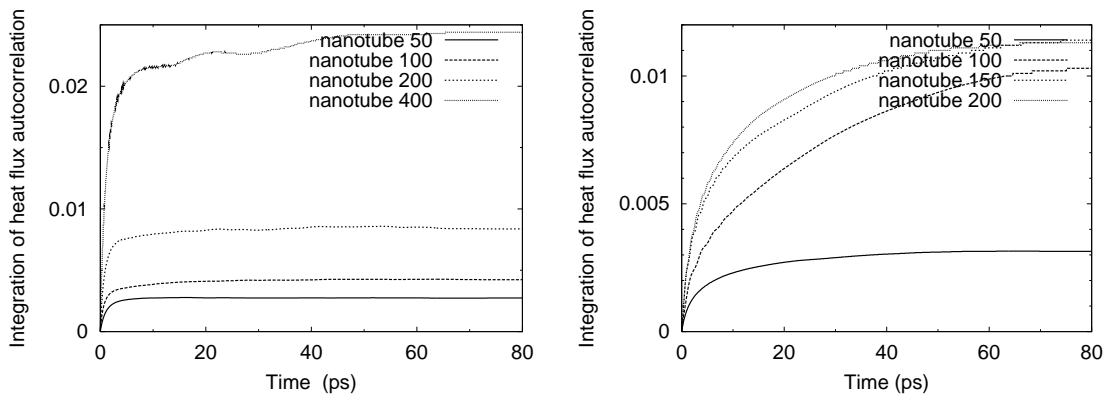 Integration of heat flux autocorrelation
0.02
0.01
0
nanotube 50
nanotube 100
nanotube 200
nanotube 400
0 20 40 60 80
Time (ps)
Integration of heat flux autocorrelation
0.01
0.005
0
nanotube 50
nanotube 100
nanotube 150
nanotube 200
0 20 40 60 80
Time (ps)